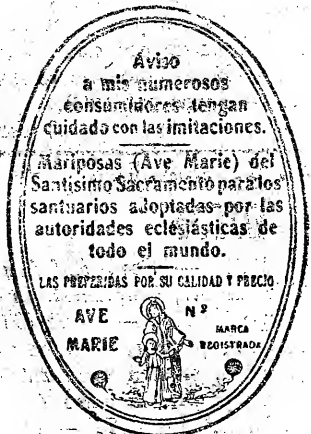 Aviso
a mis numerosos
consumidores tengan
cuidado con las imitaciones.
Mariposas (Ave Marie) del
Santisimo Sacramento para los
santuarios adoptadas por las
autoridades eclesiásticas de
todo el mundo.
LAS PREFERIDAS POR SU CALIDAD Y PRECIO
AVE
MARIE
Nº
MARCA
REGISTRADA